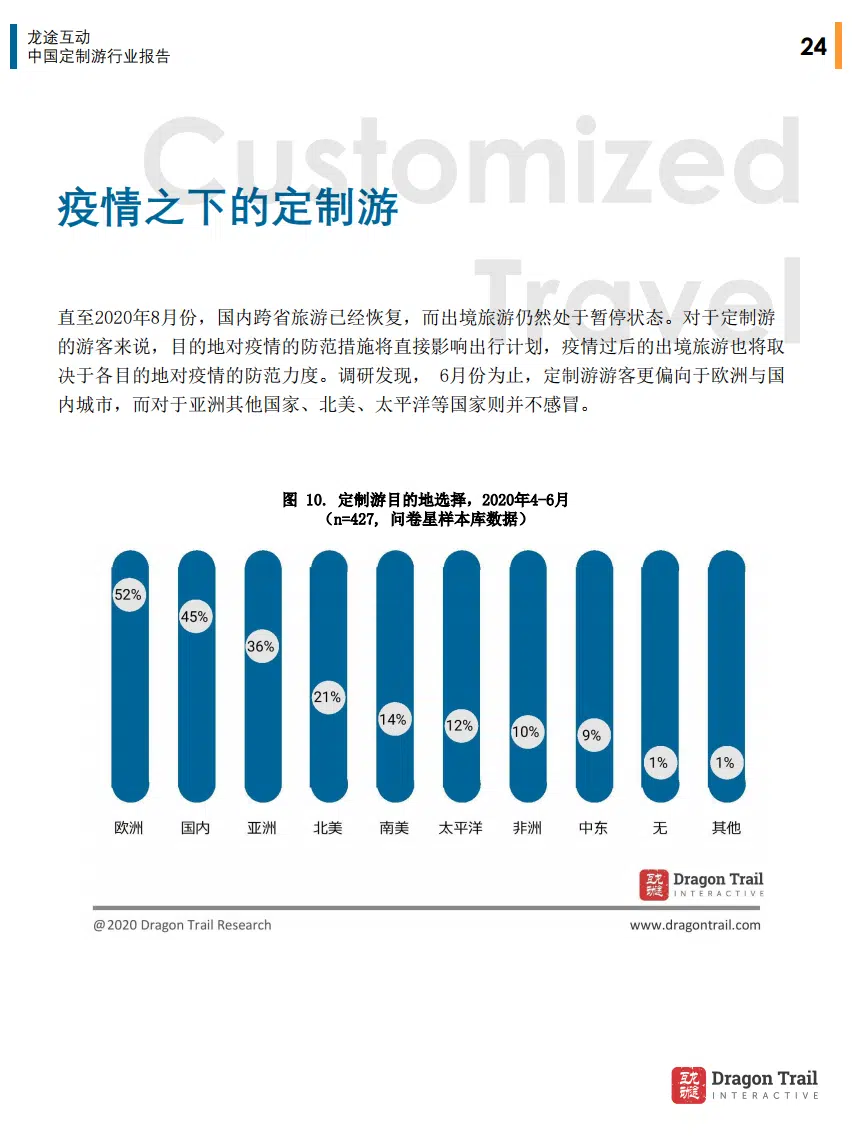 龙途互动
中国定制游行业报告
24
Customized
Travel
疫情之下的定制游
直至2020年8月份，国内跨省旅游已经恢复，而出境旅游仍然处于暂停状态。对于定制游
的游客来说，目的地对疫情的防范措施将直接影响出行计划，疫情过后的出境旅游也将取
决于各目的地对疫情的防范力度。调研发现， 6月份为止，定制游游客更偏向于欧洲与国
内城市，而对于亚洲其他国家、北美、太平洋等国家则并不感冒。
图 10. 定制游目的地选择，2020年4-6月
（n=427, 问卷星样本库数据）
52%
45%
36%
21%
14%
12%
10%
9%
1%
1%
欧洲 国内 亚洲 北美 南美 太平洋 非洲 中东 无 其他
互龙动途
Dragon Trail
INTERACTIVE
@2020 Dragon Trail Research
www.dragontrail.com
互龙动途
Dragon Trail
INTERACTIVE